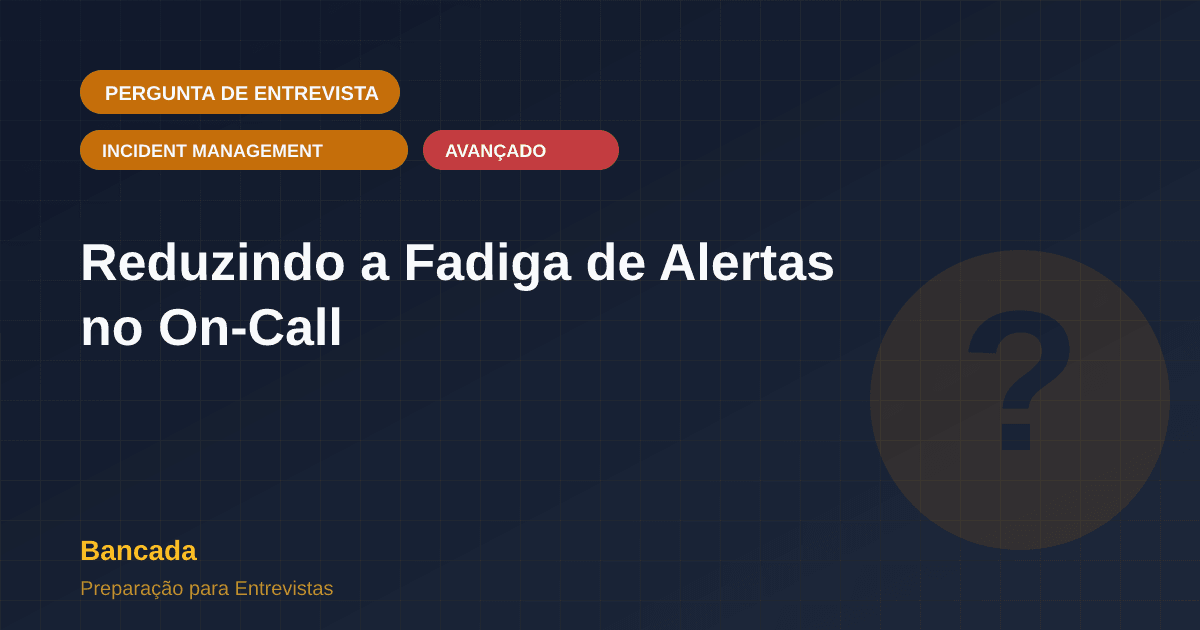 PERGUNTA DE ENTREVISTA
INCIDENT MANAGEMENT
AVANÇADO
Reduzindo a Fadiga de Alertas
no On-Call
?
Bancada
Preparação para Entrevistas